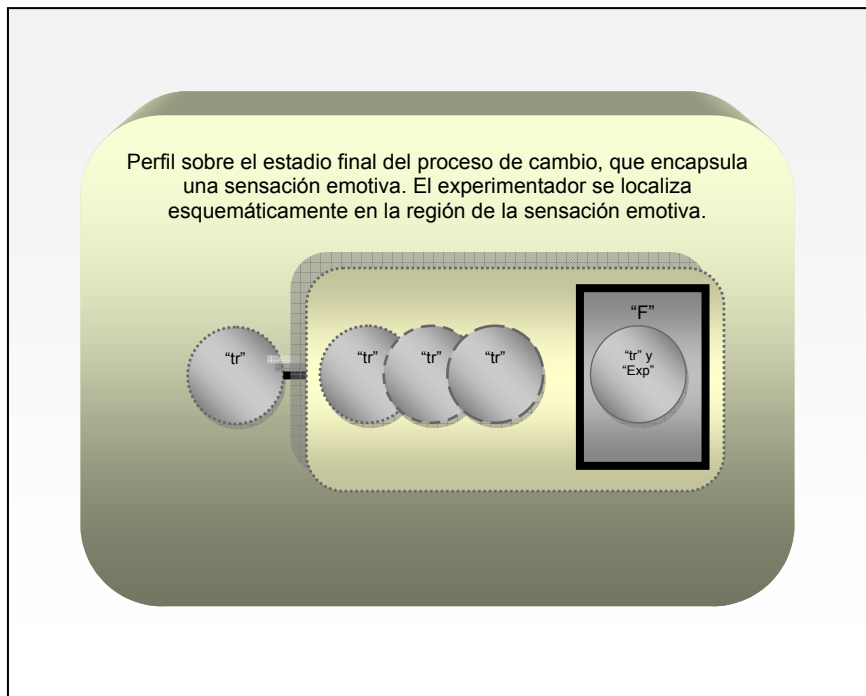 Perfil sobre el estadio final del proceso de cambio, que encapsula
una sensación emotiva. El experimentador se localiza
esquemáticamente en la región de la sensación emotiva.
“F”
“tr”
“tr”
“tr”
“tr”
“tr” y
“Exp”